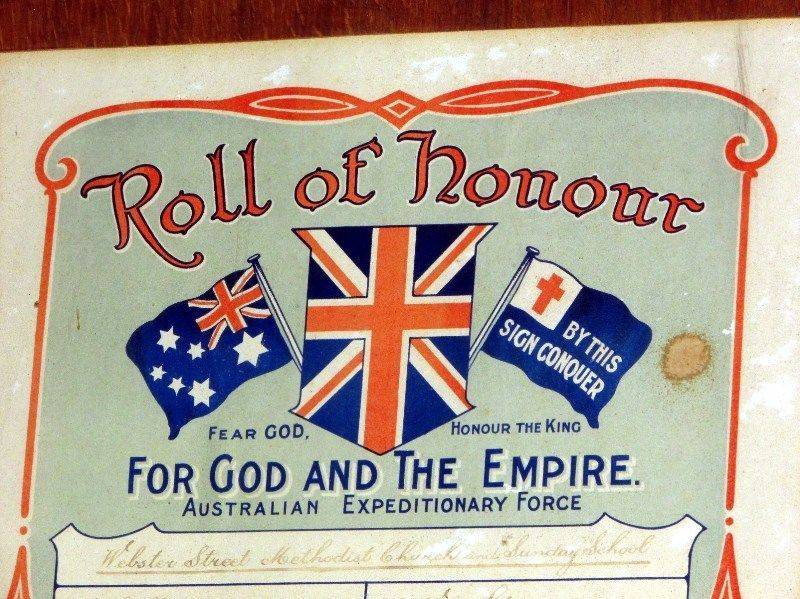 Roll of Honour
BY THIS
SIGN CONQUER
FEAR GOD, HONOUR THE KING
FOR GOD AND THE EMPIRE.
AUSTRALIAN EXPEDITIONARY FORCE
Webster Street Methodist Church and Sunday School